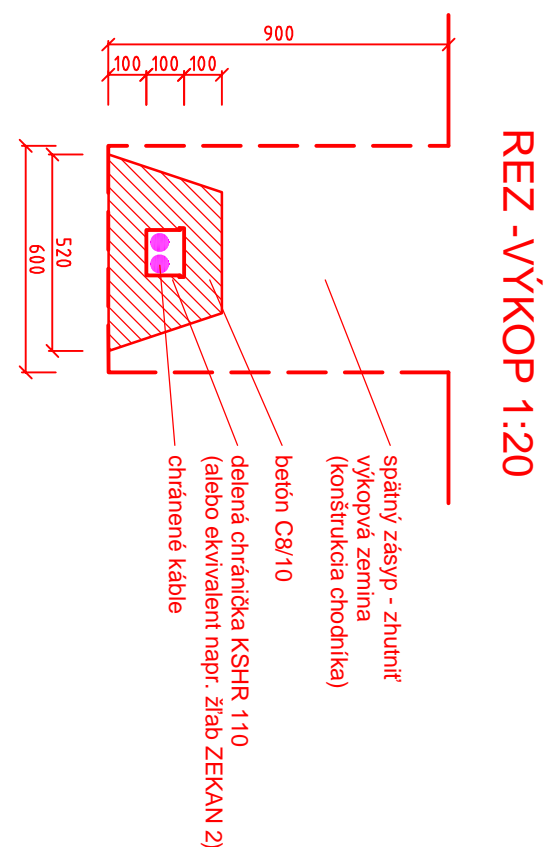 REZ -VÝKOP 1:20
900
100
100
100
520
600
spätný zásyp - zhutniť
výkopvá zemina
(konštrukcia chodníka)
betón C8/10
delená chránička KSHR 110
(alebo ekvivalent napr. žľab ZEKAN 2)
chránené káble